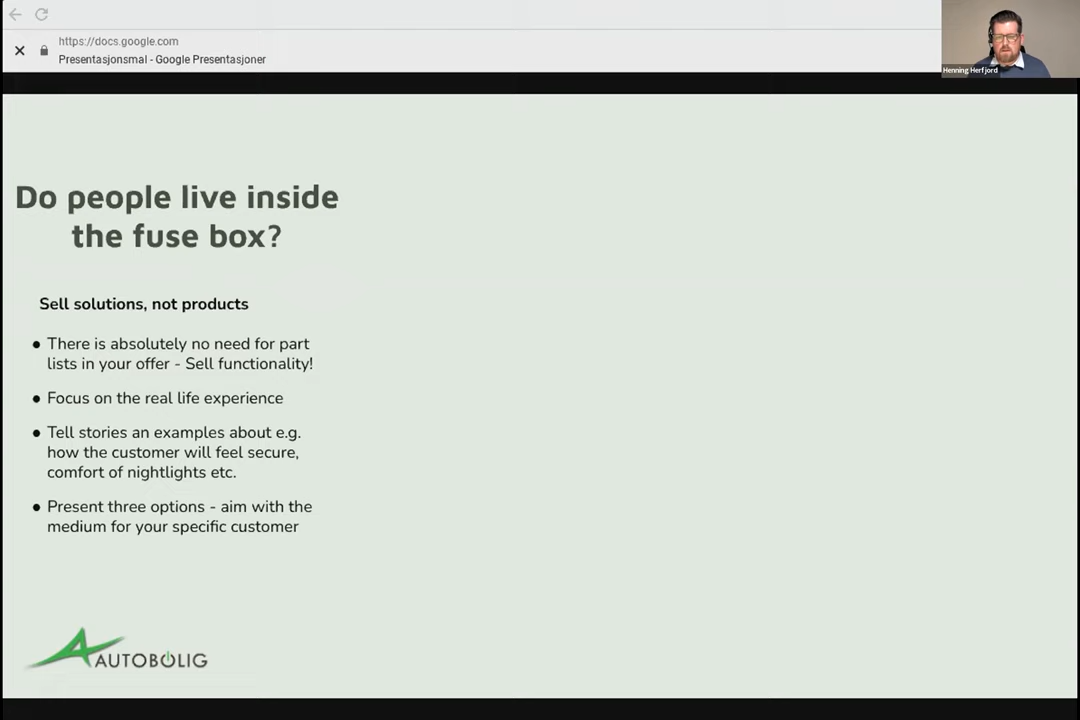 https://docs.google.com
Presentasjonsmal - Google Presentasjoner
Henning Herfjord
Do people live inside
the fuse box?
Sell solutions, not products
● There is absolutely no need for part
lists in your offer - Sell functionality!
● Focus on the real life experience
● Tell stories an examples about e.g.
how the customer will feel secure,
comfort of nightlights etc.
● Present three options - aim with the
medium for your specific customer
AUTOBOLIG